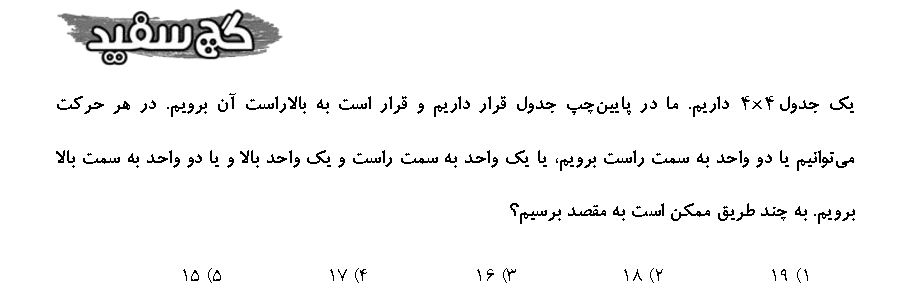 گچ سفید
یک جدول ۴×۴ داریم. ما در پایین‌چپ جدول قرار داریم و قرار است به بالاراست آن برویم. در هر حرکت
می‌توانیم یا دو واحد به سمت راست برویم، یا یک واحد به سمت راست و یک واحد بالا و یا دو واحد به سمت بالا
برویم. به چند طریق ممکن است به مقصد برسیم؟
۱) ۱۹ ۲) ۱۸ ۳) ۱۶ ۴) ۱۷ ۵) ۱۵